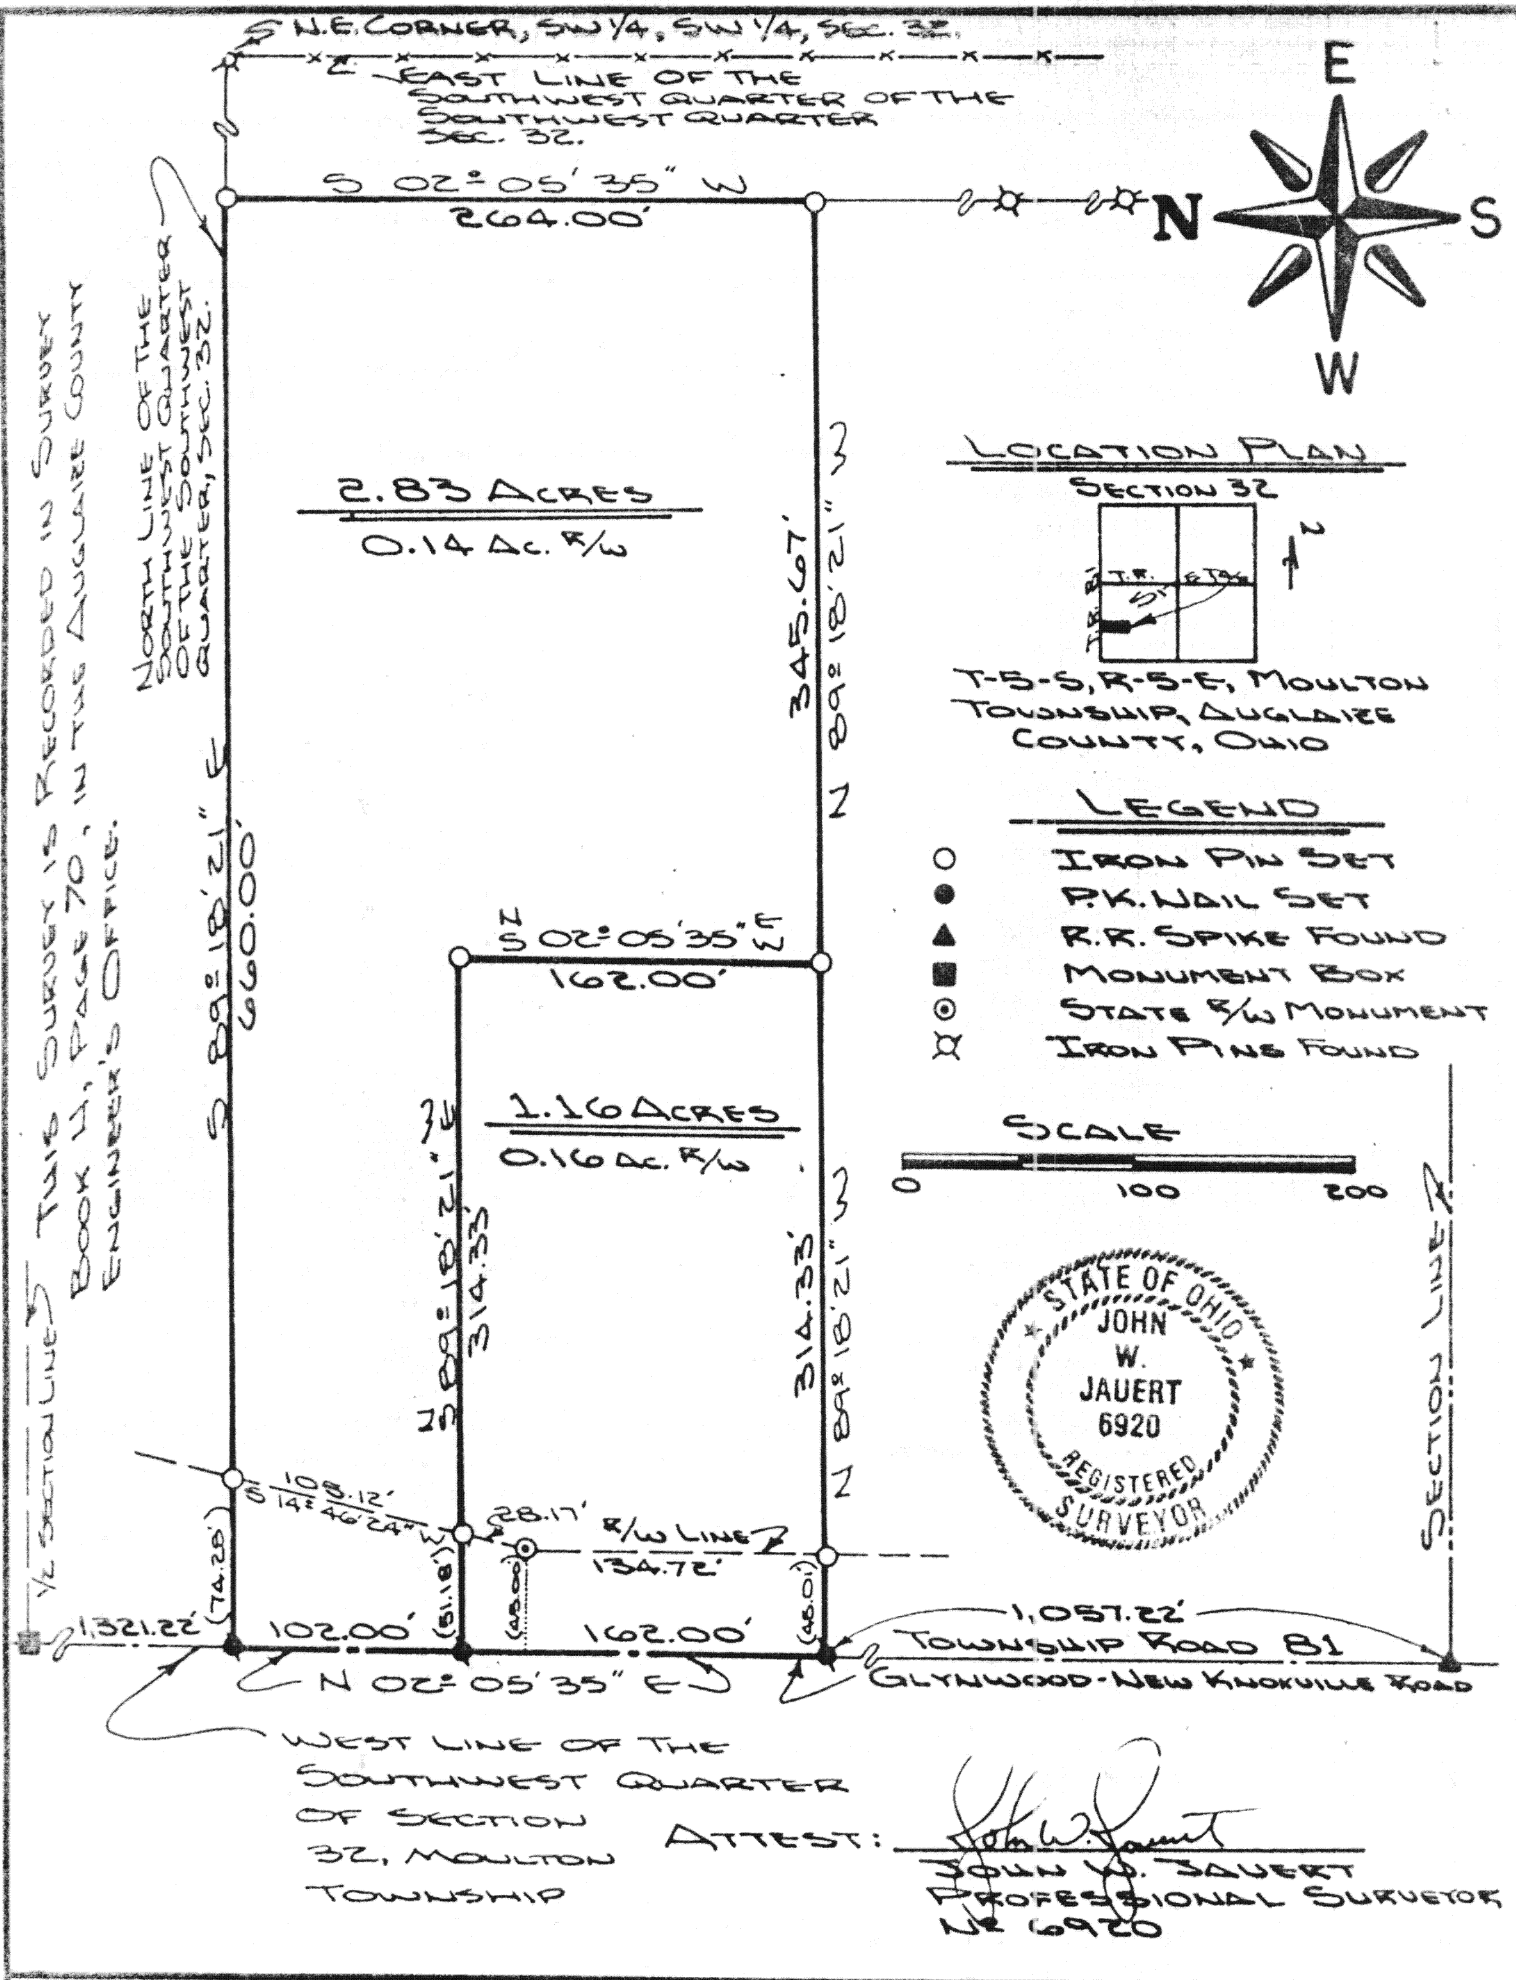 N.E. CORNER, SW 1/4, SW 1/4, SEC. 32.
EAST LINE OF THE
SOUTHWEST QUARTER OF THE
SOUTHWEST QUARTER
SEC. 32.
S 02° 05' 35" W
264.00'
E
N
S
W
NORTH LINE OF THE
SOUTHWEST QUARTER
OF THE SOUTHWEST
QUARTER, SEC. 32.
THIS SURVEY IS RECORDED IN SURVEY
BOOK 4, PAGE 70, IN THE AUGLAIZE COUNTY
ENGINEER'S OFFICE.
S 89° 18' 21" E
660.00'
2.83 ACRES
0.14 AC. R/W
345.67'
N 89° 18' 21" W
LOCATION PLAN
SECTION 32
N
T.R.
T.R. 81
T-5-S, R-5-E, MOULTON
TOWNSHIP, AUGLAIZE
COUNTY, OHIO
LEGEND
IRON PIN SET
P.K. NAIL SET
R.R. SPIKE FOUND
MONUMENT BOX
STATE R/W MONUMENT
IRON PINS FOUND
N E
S 02° 05' 35" W
162.00'
1.16 ACRES
0.16 AC. R/W
N W
S 89° 18' 21" E
314.33'
314.33'
N 89° 18' 21" W
SCALE
0 100 200
STATE OF OHIO
JOHN
W.
JAUERT
6920
REGISTERED
SURVEYOR
SECTION LINE
1/2 SECTION LINE
108.12'
S 14° 46' 24" W
28.17'
R/W LINE
134.72'
(74.28')
(51.18')
(45.00')
(45.01')
1,321.22'
102.00'
162.00'
1,057.22'
N 02° 05' 35" E
TOWNSHIP ROAD 81
GLYNWOOD-NEW KNOXVILLE ROAD
WEST LINE OF THE
SOUTHWEST QUARTER
OF SECTION
32, MOULTON
TOWNSHIP
ATTEST: John W. Jauert
JOHN W. JAUERT
PROFESSIONAL SURVEYOR
Nº 6920